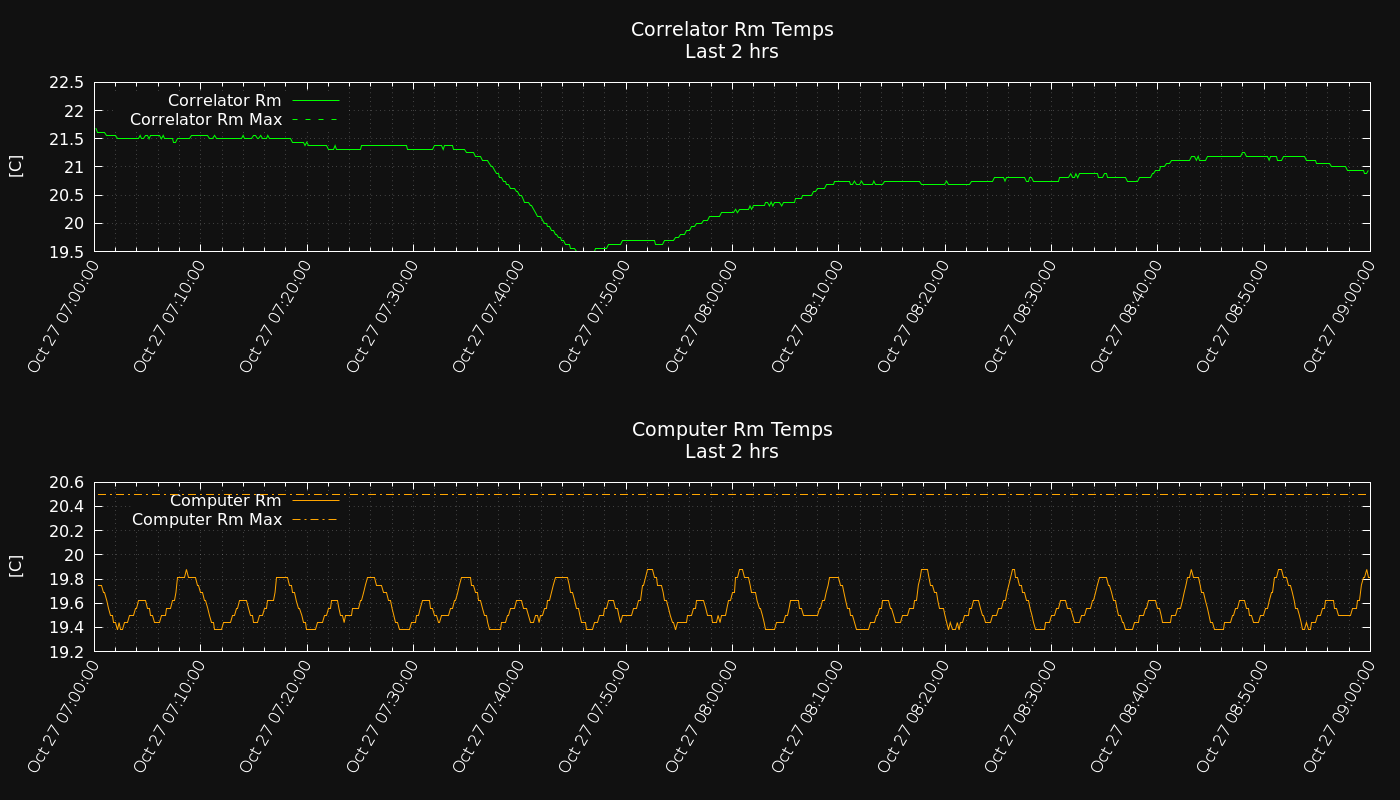 Correlator Rm Temps
Last 2 hrs
22.5
22
21.5
21
20.5
20
19.5
[C]
Correlator Rm
Correlator Rm Max
Oct 27 07:00:00
Oct 27 07:10:00
Oct 27 07:20:00
Oct 27 07:30:00
Oct 27 07:40:00
Oct 27 07:50:00
Oct 27 08:00:00
Oct 27 08:10:00
Oct 27 08:20:00
Oct 27 08:30:00
Oct 27 08:40:00
Oct 27 08:50:00
Oct 27 09:00:00
Computer Rm Temps
Last 2 hrs
20.6
20.4
20.2
20
19.8
19.6
19.4
19.2
[C]
Computer Rm
Computer Rm Max
Oct 27 07:00:00
Oct 27 07:10:00
Oct 27 07:20:00
Oct 27 07:30:00
Oct 27 07:40:00
Oct 27 07:50:00
Oct 27 08:00:00
Oct 27 08:10:00
Oct 27 08:20:00
Oct 27 08:30:00
Oct 27 08:40:00
Oct 27 08:50:00
Oct 27 09:00:00